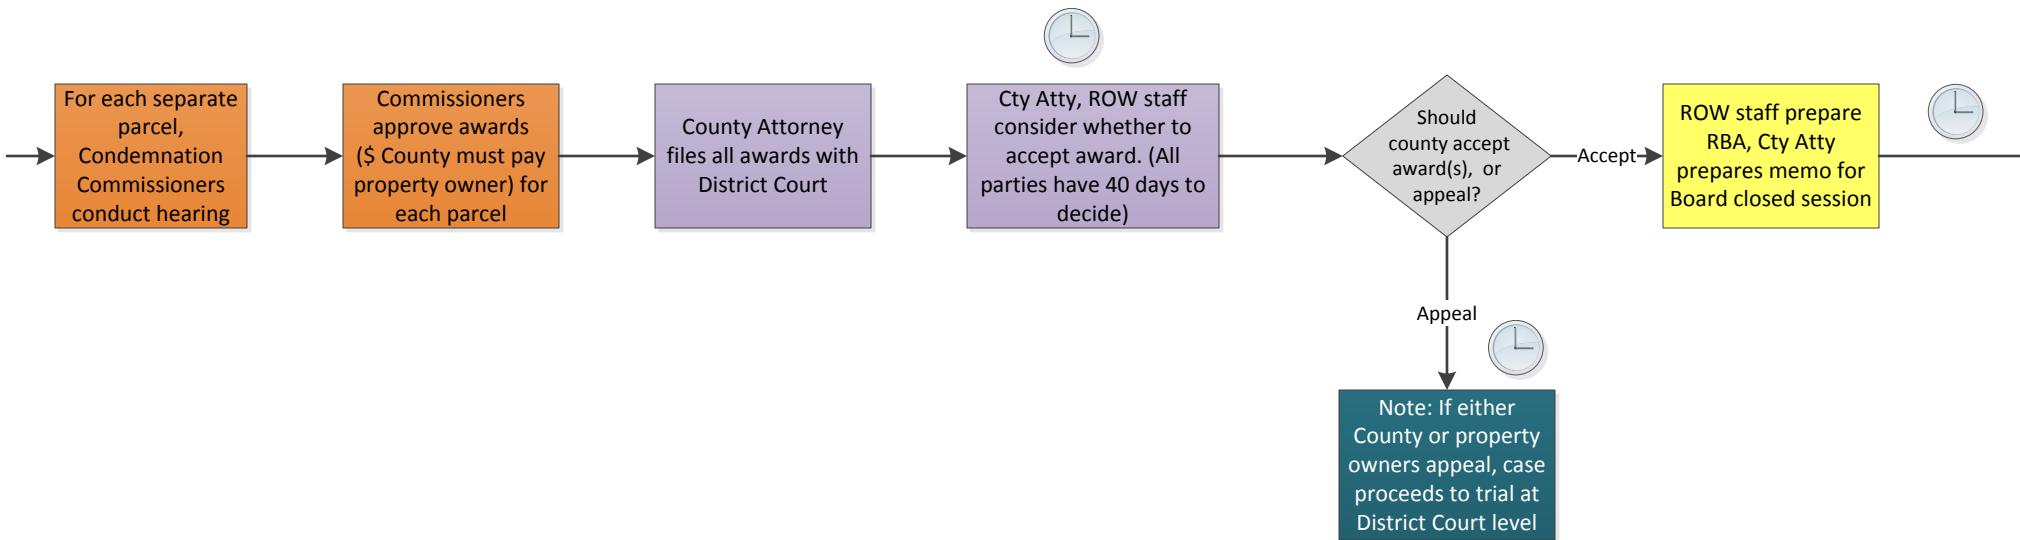 For each separate
parcel,
Condemnation
Commissioners
conduct hearing
Commissioners
approve awards
($ County must pay
property owner) for
each parcel
County Attorney
files all awards with
District Court
Cty Atty, ROW staff
consider whether to
accept award. (All
parties have 40 days to
decide)
Should
county accept
award(s),  or
appeal?
Accept
ROW staff prepare
RBA, Cty Atty
prepares memo for
Board closed session
Appeal
Note: If either
County or property
owners appeal, case
proceeds to trial at
District Court level